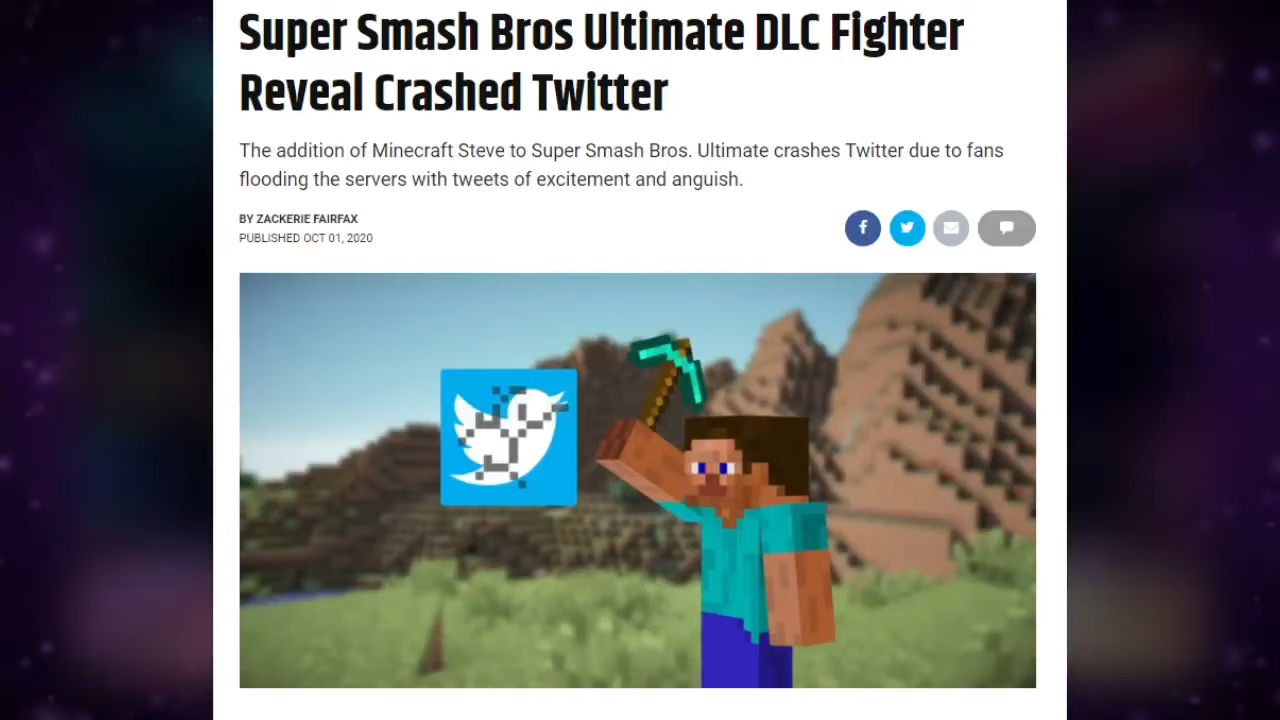 Super Smash Bros Ultimate DLC Fighter
Reveal Crashed Twitter
The addition of Minecraft Steve to Super Smash Bros. Ultimate crashes Twitter due to fans
flooding the servers with tweets of excitement and anguish.
BY ZACKERIE FAIRFAX
PUBLISHED OCT 01, 2020